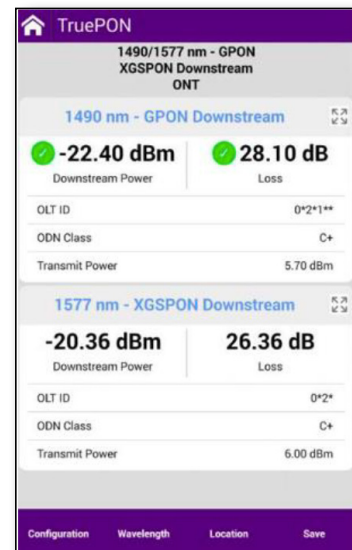 TruePON
1490/1577 nm - GPON
XGSPON Downstream
ONT
1490 nm - GPON Downstream
-22.40 dBm 28.10 dB
Downstream Power Loss
OLT ID 0*2*1**
ODN Class C+
Transmit Power 5.70 dBm
1577 nm - XGSPON Downstream
-20.36 dBm 26.36 dB
Downstream Power Loss
OLT ID 0*2*
ODN Class C+
Transmit Power 6.00 dBm
Configuration Wavelength Location Save